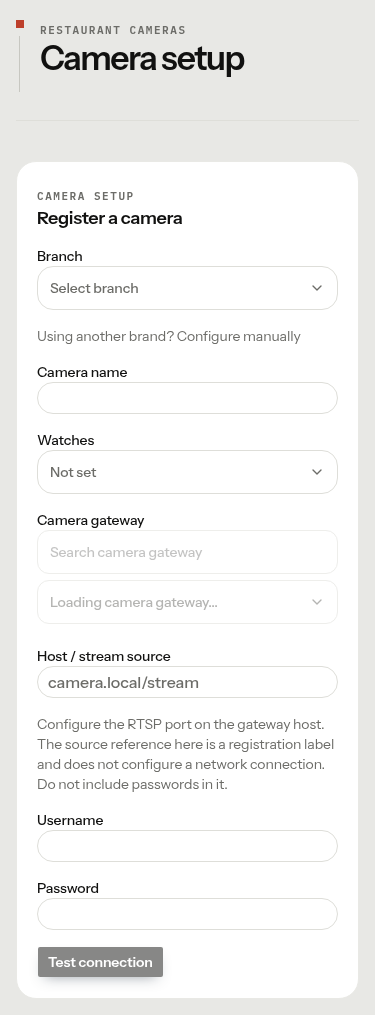 RESTAURANT CAMERAS
Camera setup
CAMERA SETUP
Register a camera
Branch
Select branch
Using another brand? Configure manually
Camera name
Watches
Not set
Camera gateway
Search camera gateway
Loading camera gateway...
Host / stream source
camera.local/stream
Configure the RTSP port on the gateway host.
The source reference here is a registration label
and does not configure a network connection.
Do not include passwords in it.
Username
Password
Test connection